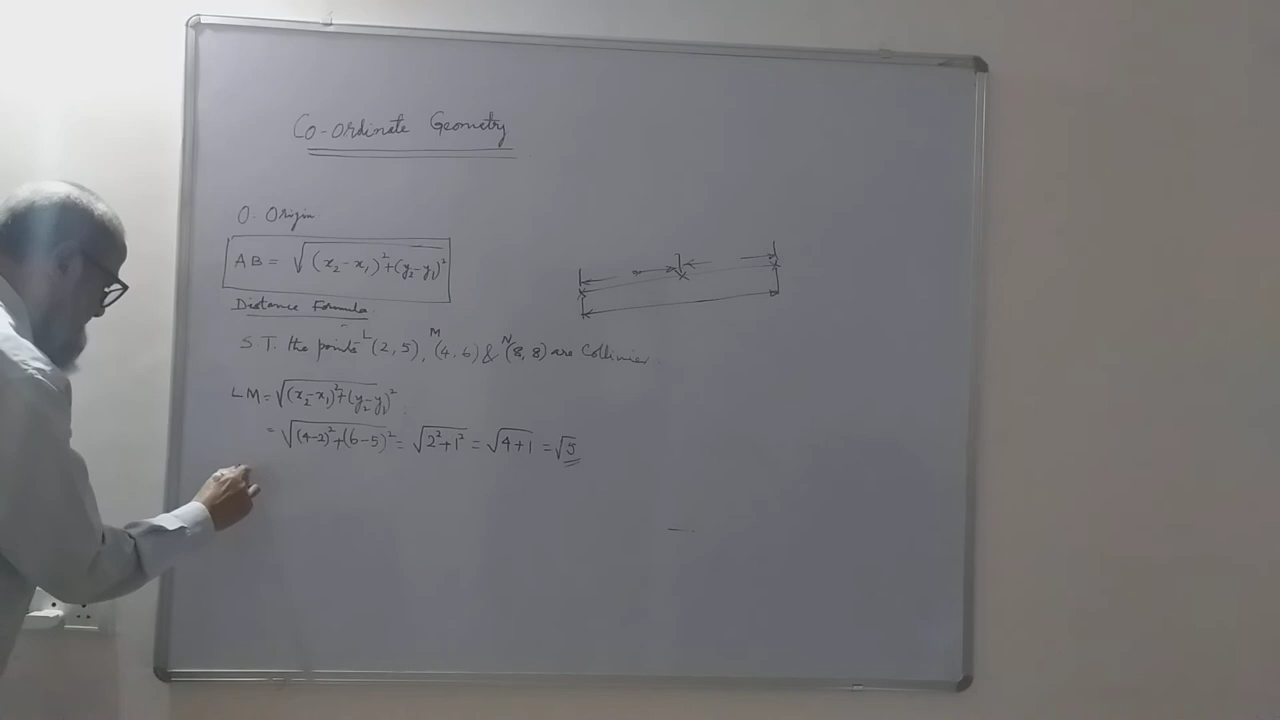 Co-ordinate Geometry
O - Origin
AB = √(x₂-x₁)²+(y₂-y₁)²
Distance Formula
S T. the points L(2,5), M(4,6) & N(8,8) are Collinier
LM = √(x₂-x₁)²+(y₂-y₁)²
= √(4-2)²+(6-5)² = √2²+1² = √4+1 = √5